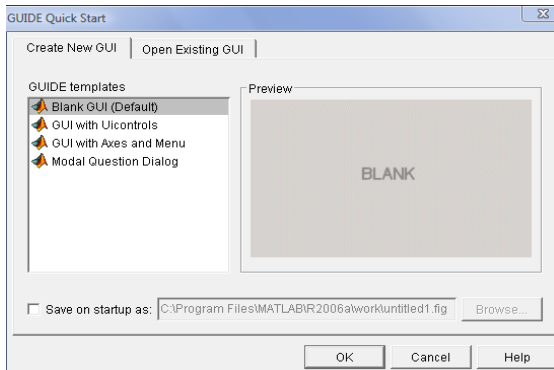 GUIDE Quick Start
Create New GUI
Open Existing GUI
GUIDE templates
Blank GUI (Default)
GUI with Uicontrols
GUI with Axes and Menu
Modal Question Dialog
Preview
BLANK
Save on startup as:
C:\Program Files\MATLAB\R2006a\work\untitled1.fig
Browse...
OK
Cancel
Help